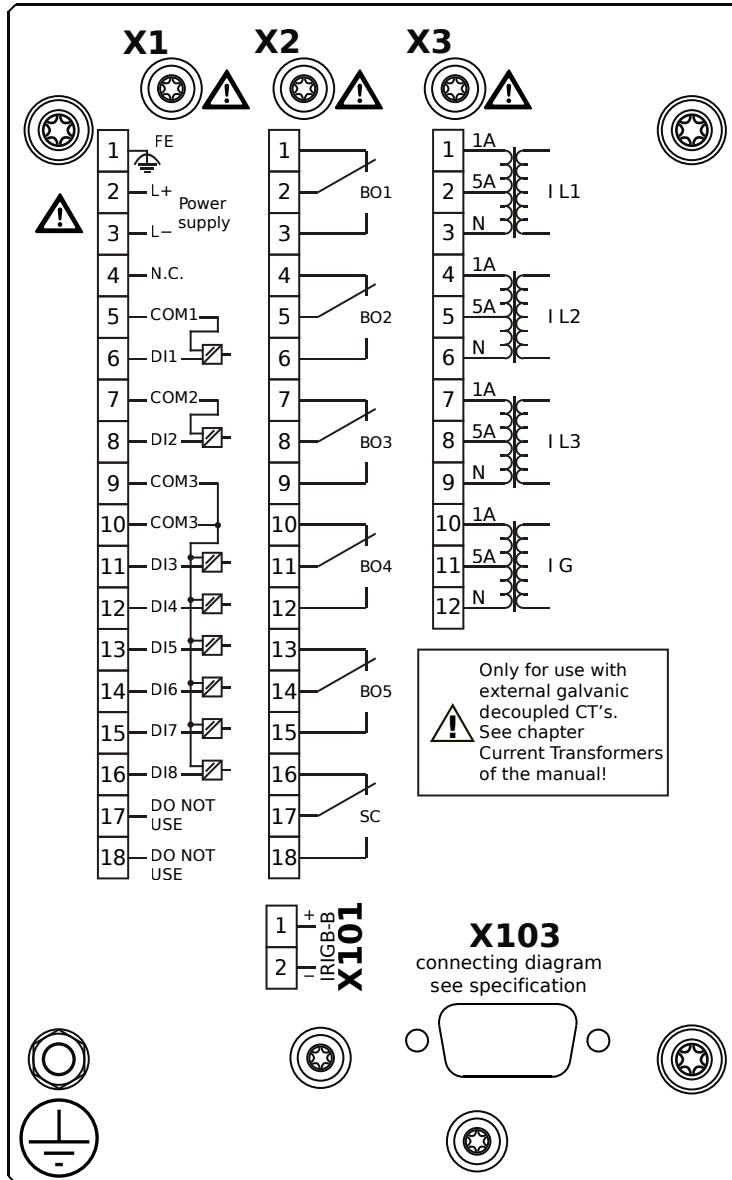 X1
X2
X3
1 FE
2 L+
3 L−
Power
supply
4 N.C.
5 COM1
6 DI1
7 COM2
8 DI2
9 COM3
10 COM3
11 DI3
12 DI4
13 DI5
14 DI6
15 DI7
16 DI8
17 DO NOT
USE
18 DO NOT
USE
1
2 BO1
3
4
5 BO2
6
7
8 BO3
9
10
11 BO4
12
13
14 BO5
15
16
17 SC
18
1 1A
2 5A I L1
3 N
4 1A
5 5A I L2
6 N
7 1A
8 5A I L3
9 N
10 1A
11 5A I G
12 N
Only for use with
external galvanic
decoupled CT's.
See chapter
Current Transformers
of the manual!
1 +
2 −
IRIGB-B
X101
X103
connecting diagram
see specification